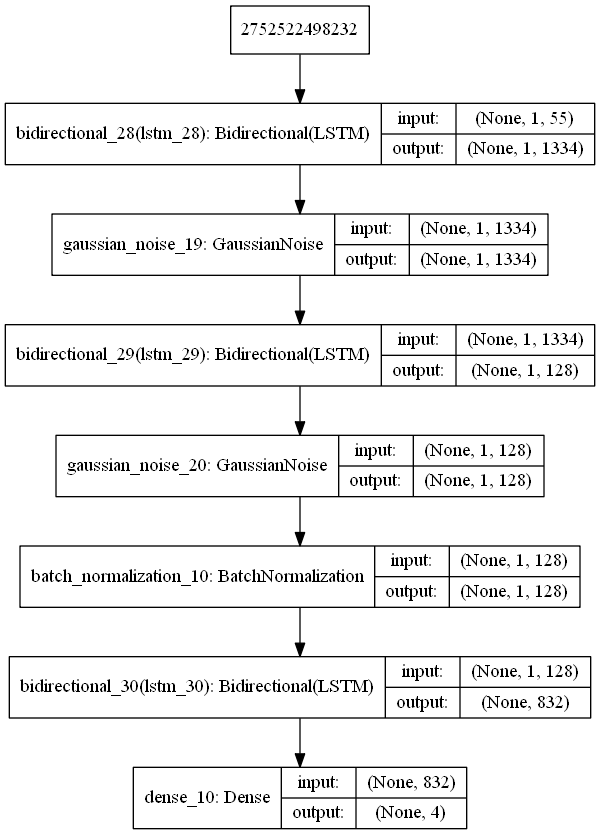 2752522498232
bidirectional_28(lstm_28): Bidirectional(LSTM)
input: (None, 1, 55)
output: (None, 1, 1334)
gaussian_noise_19: GaussianNoise
input: (None, 1, 1334)
output: (None, 1, 1334)
bidirectional_29(lstm_29): Bidirectional(LSTM)
input: (None, 1, 1334)
output: (None, 1, 128)
gaussian_noise_20: GaussianNoise
input: (None, 1, 128)
output: (None, 1, 128)
batch_normalization_10: BatchNormalization
input: (None, 1, 128)
output: (None, 1, 128)
bidirectional_30(lstm_30): Bidirectional(LSTM)
input: (None, 1, 128)
output: (None, 832)
dense_10: Dense
input: (None, 832)
output: (None, 4)